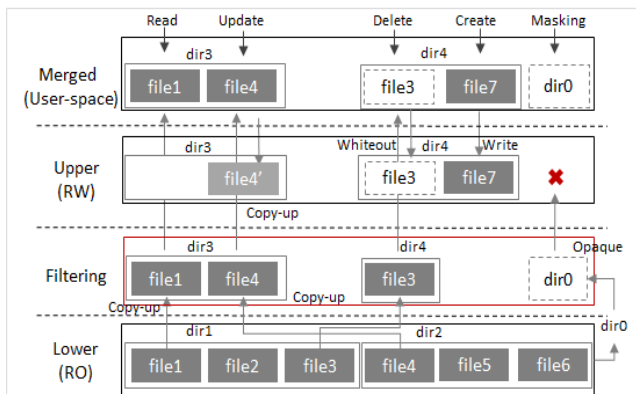 Read Update Delete Create Masking
dir3 dir4
Merged
(User-space)
file1 file4 file3 file7 dir0
dir3 Whiteout dir4 Write
Upper
(RW)
file4’ file3 file7
Copy-up
dir3 dir4 Opaque
Filtering
file1 file4 file3 dir0
Copy-up Copy-up
dir1 dir2 dir0
Lower
(RO)
file1 file2 file3 file4 file5 file6